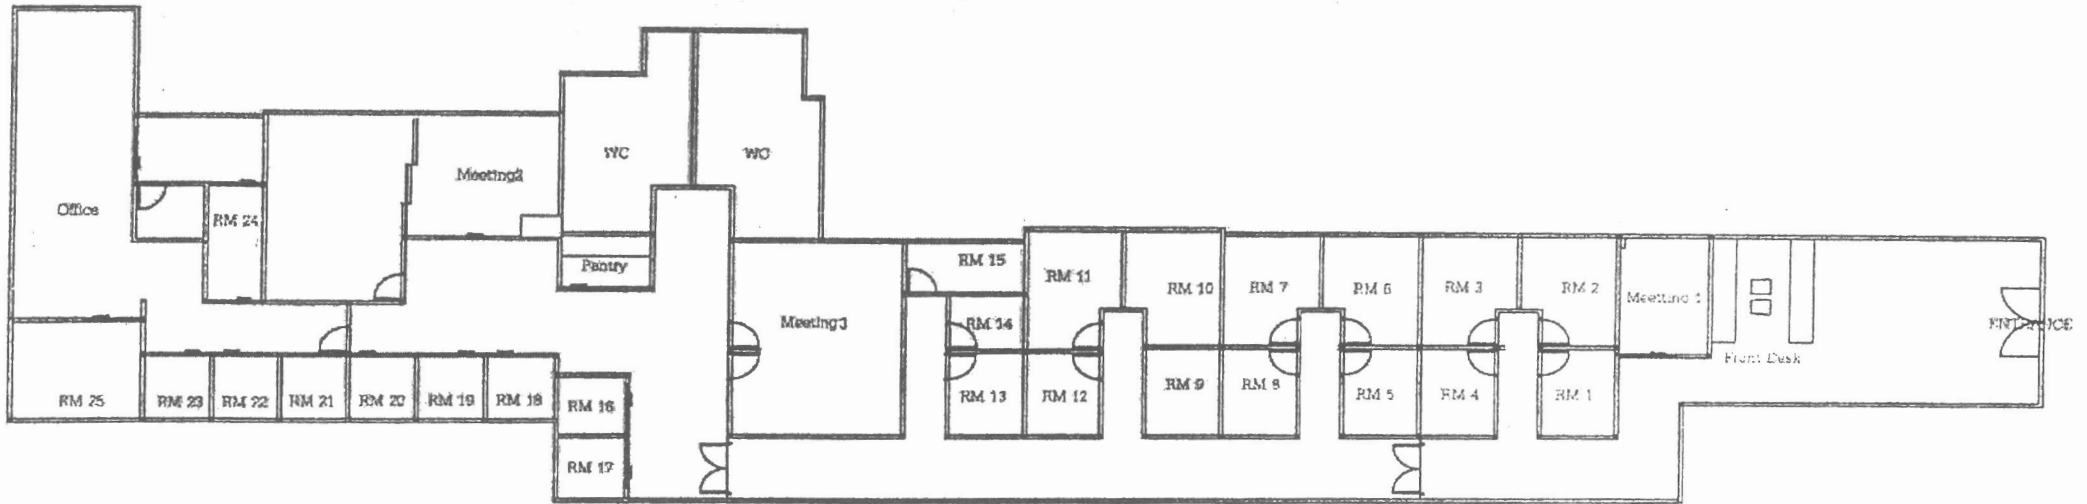 WC
WC
Meeting2
Office
RM 24
Pantry
RM 15
RM 11
RM 10
RM 7
RM 6
RM 3
RM 2
Meeting 1
Meeting3
RM 14
ENTRANCE
Front Desk
RM 25
RM 23
RM 22
RM 21
RM 20
RM 19
RM 18
RM 16
RM 13
RM 12
RM 9
RM 8
RM 5
RM 4
RM 1
RM 17